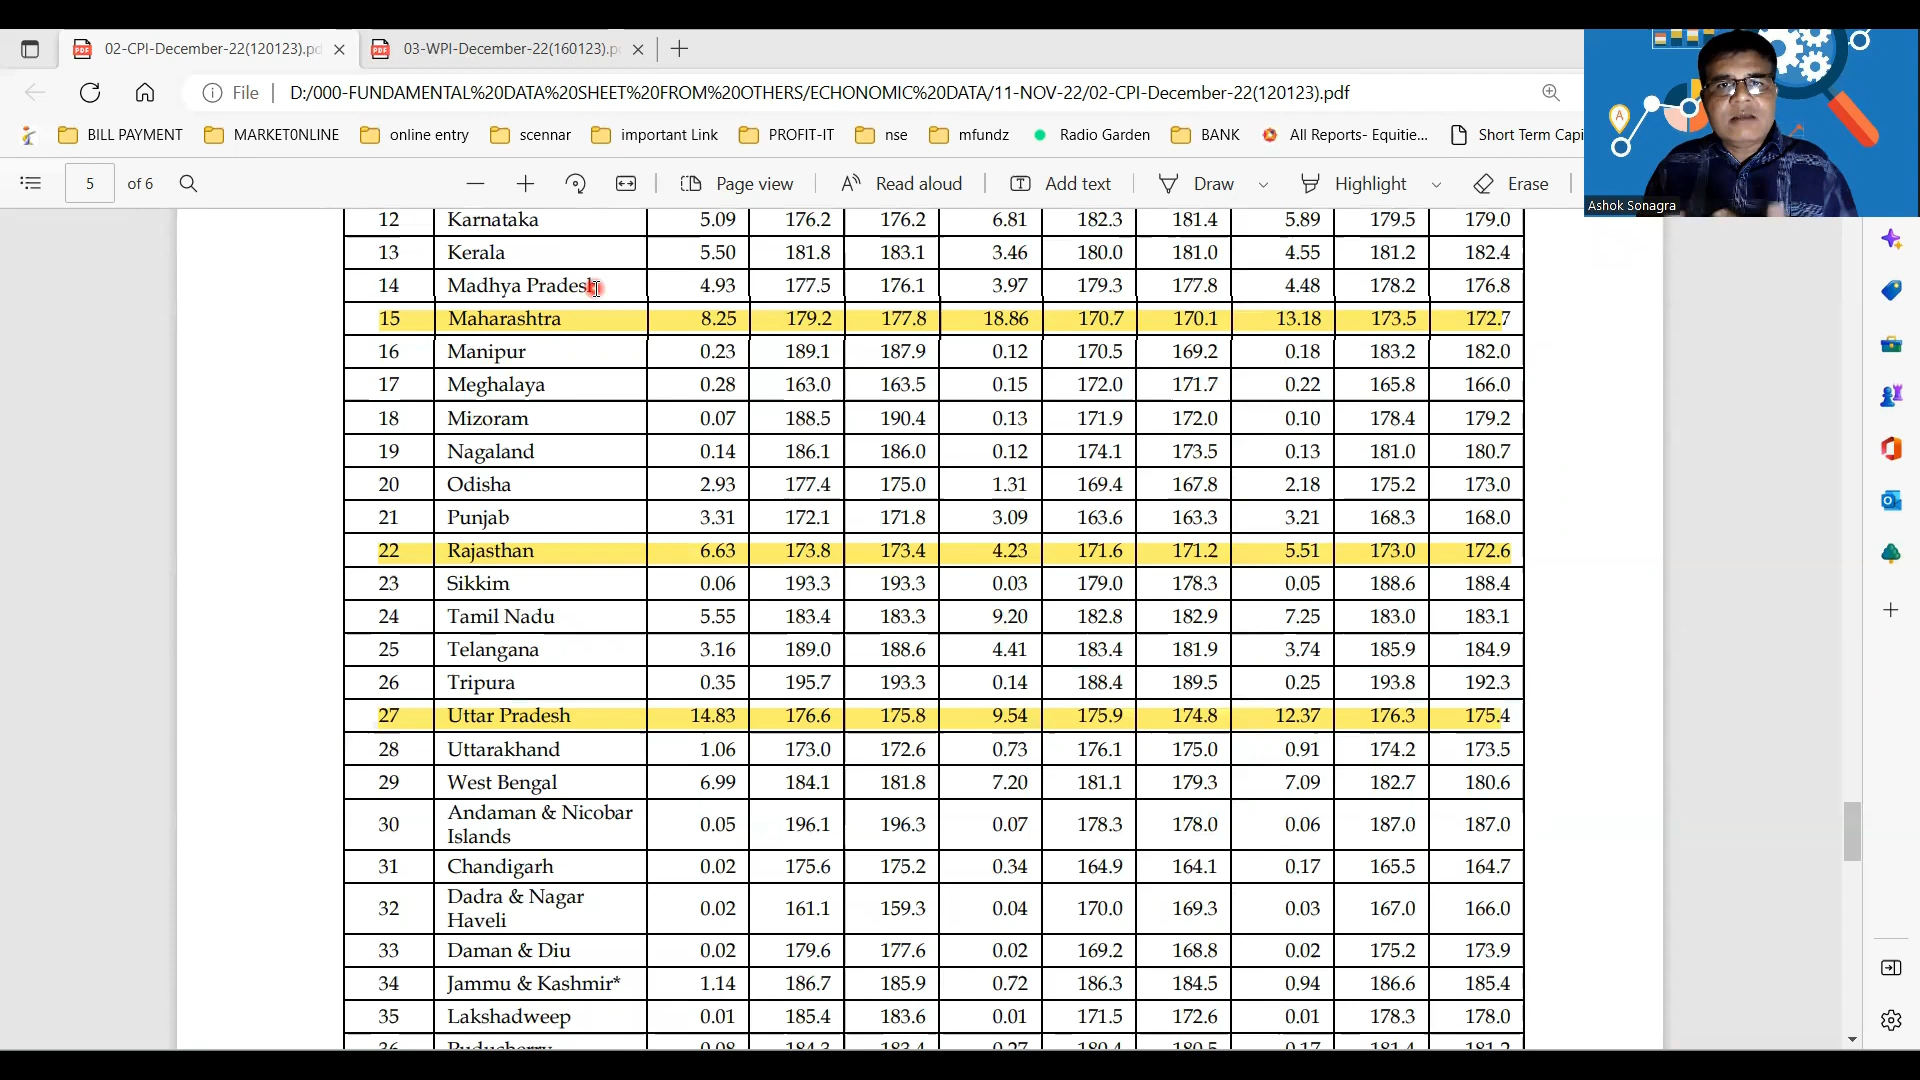 02-CPI-December-22(120123).pd
03-WPI-December-22(160123).p
File
D:/000-FUNDAMENTAL%20DATA%20SHEET%20FROM%20OTHERS/ECHONOMIC%20DATA/11-NOV-22/02-CPI-December-22(120123).pdf
BILL PAYMENT MARKET0NLINE online entry scennar important Link PROFIT-IT nse mfundz Radio Garden BANK All Reports- Equitie... Short Term Capi
5 of 6 Page view Read aloud Add text Draw Highlight Erase
A
Ashok Sonagra
12 Karnataka 5.09 176.2 176.2 6.81 182.3 181.4 5.89 179.5 179.0
13 Kerala 5.50 181.8 183.1 3.46 180.0 181.0 4.55 181.2 182.4
14 Madhya Pradesh 4.93 177.5 176.1 3.97 179.3 177.8 4.48 178.2 176.8
15 Maharashtra 8.25 179.2 177.8 18.86 170.7 170.1 13.18 173.5 172.7
16 Manipur 0.23 189.1 187.9 0.12 170.5 169.2 0.18 183.2 182.0
17 Meghalaya 0.28 163.0 163.5 0.15 172.0 171.7 0.22 165.8 166.0
18 Mizoram 0.07 188.5 190.4 0.13 171.9 172.0 0.10 178.4 179.2
19 Nagaland 0.14 186.1 186.0 0.12 174.1 173.5 0.13 181.0 180.7
20 Odisha 2.93 177.4 175.0 1.31 169.4 167.8 2.18 175.2 173.0
21 Punjab 3.31 172.1 171.8 3.09 163.6 163.3 3.21 168.3 168.0
22 Rajasthan 6.63 173.8 173.4 4.23 171.6 171.2 5.51 173.0 172.6
23 Sikkim 0.06 193.3 193.3 0.03 179.0 178.3 0.05 188.6 188.4
24 Tamil Nadu 5.55 183.4 183.3 9.20 182.8 182.9 7.25 183.0 183.1
25 Telangana 3.16 189.0 188.6 4.41 183.4 181.9 3.74 185.9 184.9
26 Tripura 0.35 195.7 193.3 0.14 188.4 189.5 0.25 193.8 192.3
27 Uttar Pradesh 14.83 176.6 175.8 9.54 175.9 174.8 12.37 176.3 175.4
28 Uttarakhand 1.06 173.0 172.6 0.73 176.1 175.0 0.91 174.2 173.5
29 West Bengal 6.99 184.1 181.8 7.20 181.1 179.3 7.09 182.7 180.6
30 Andaman & Nicobar Islands 0.05 196.1 196.3 0.07 178.3 178.0 0.06 187.0 187.0
31 Chandigarh 0.02 175.6 175.2 0.34 164.9 164.1 0.17 165.5 164.7
32 Dadra & Nagar Haveli 0.02 161.1 159.3 0.04 170.0 169.3 0.03 167.0 166.0
33 Daman & Diu 0.02 179.6 177.6 0.02 169.2 168.8 0.02 175.2 173.9
34 Jammu & Kashmir* 1.14 186.7 185.9 0.72 186.3 184.5 0.94 186.6 185.4
35 Lakshadweep 0.01 185.4 183.6 0.01 171.5 172.6 0.01 178.3 178.0